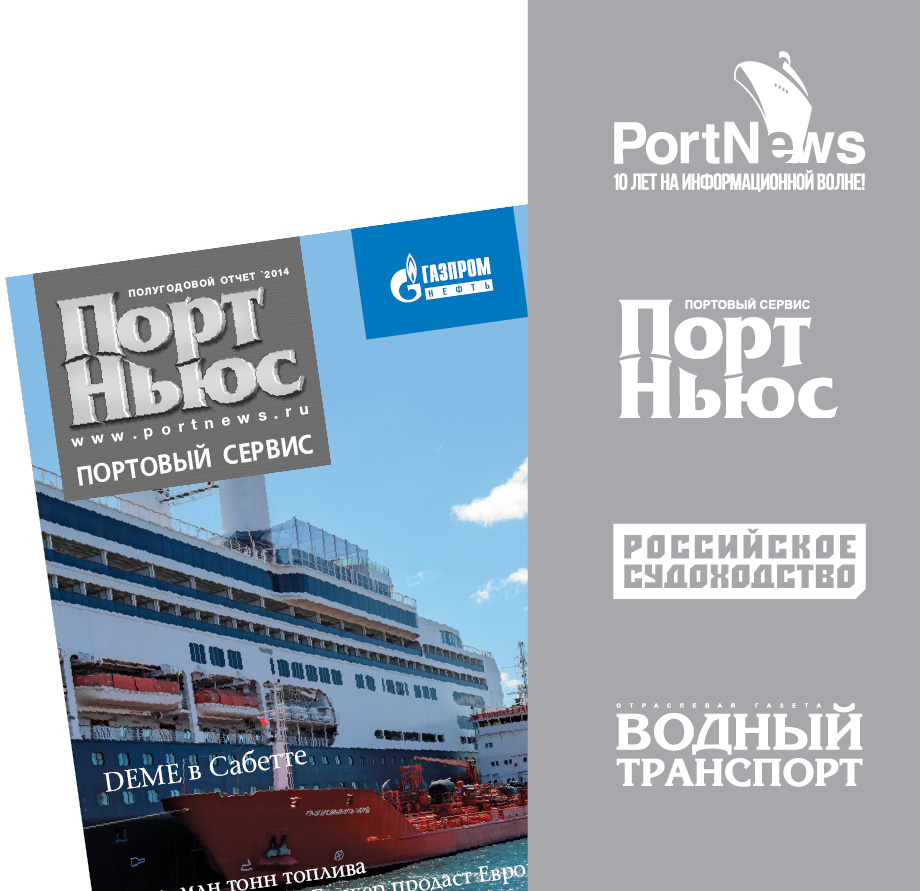 PortNews
10 ЛЕТ НА ИНФОРМАЦИОННОЙ ВОЛНЕ!
ПОРТОВЫЙ СЕРВИС
Порт
Ньюс
РОССИЙСКОЕ
СУДОХОДСТВО
ОТРАСЛЕВАЯ ГАЗЕТА
ВОДНЫЙ
ТРАНСПОРТ
ПОЛУГОДОВОЙ ОТЧЕТ `2014
Порт
Ньюс
www.portnews.ru
ПОРТОВЫЙ СЕРВИС
ГАЗПРОМ
НЕФТЬ
DEME в Сабетте
млн тонн топлива
продаст Евро